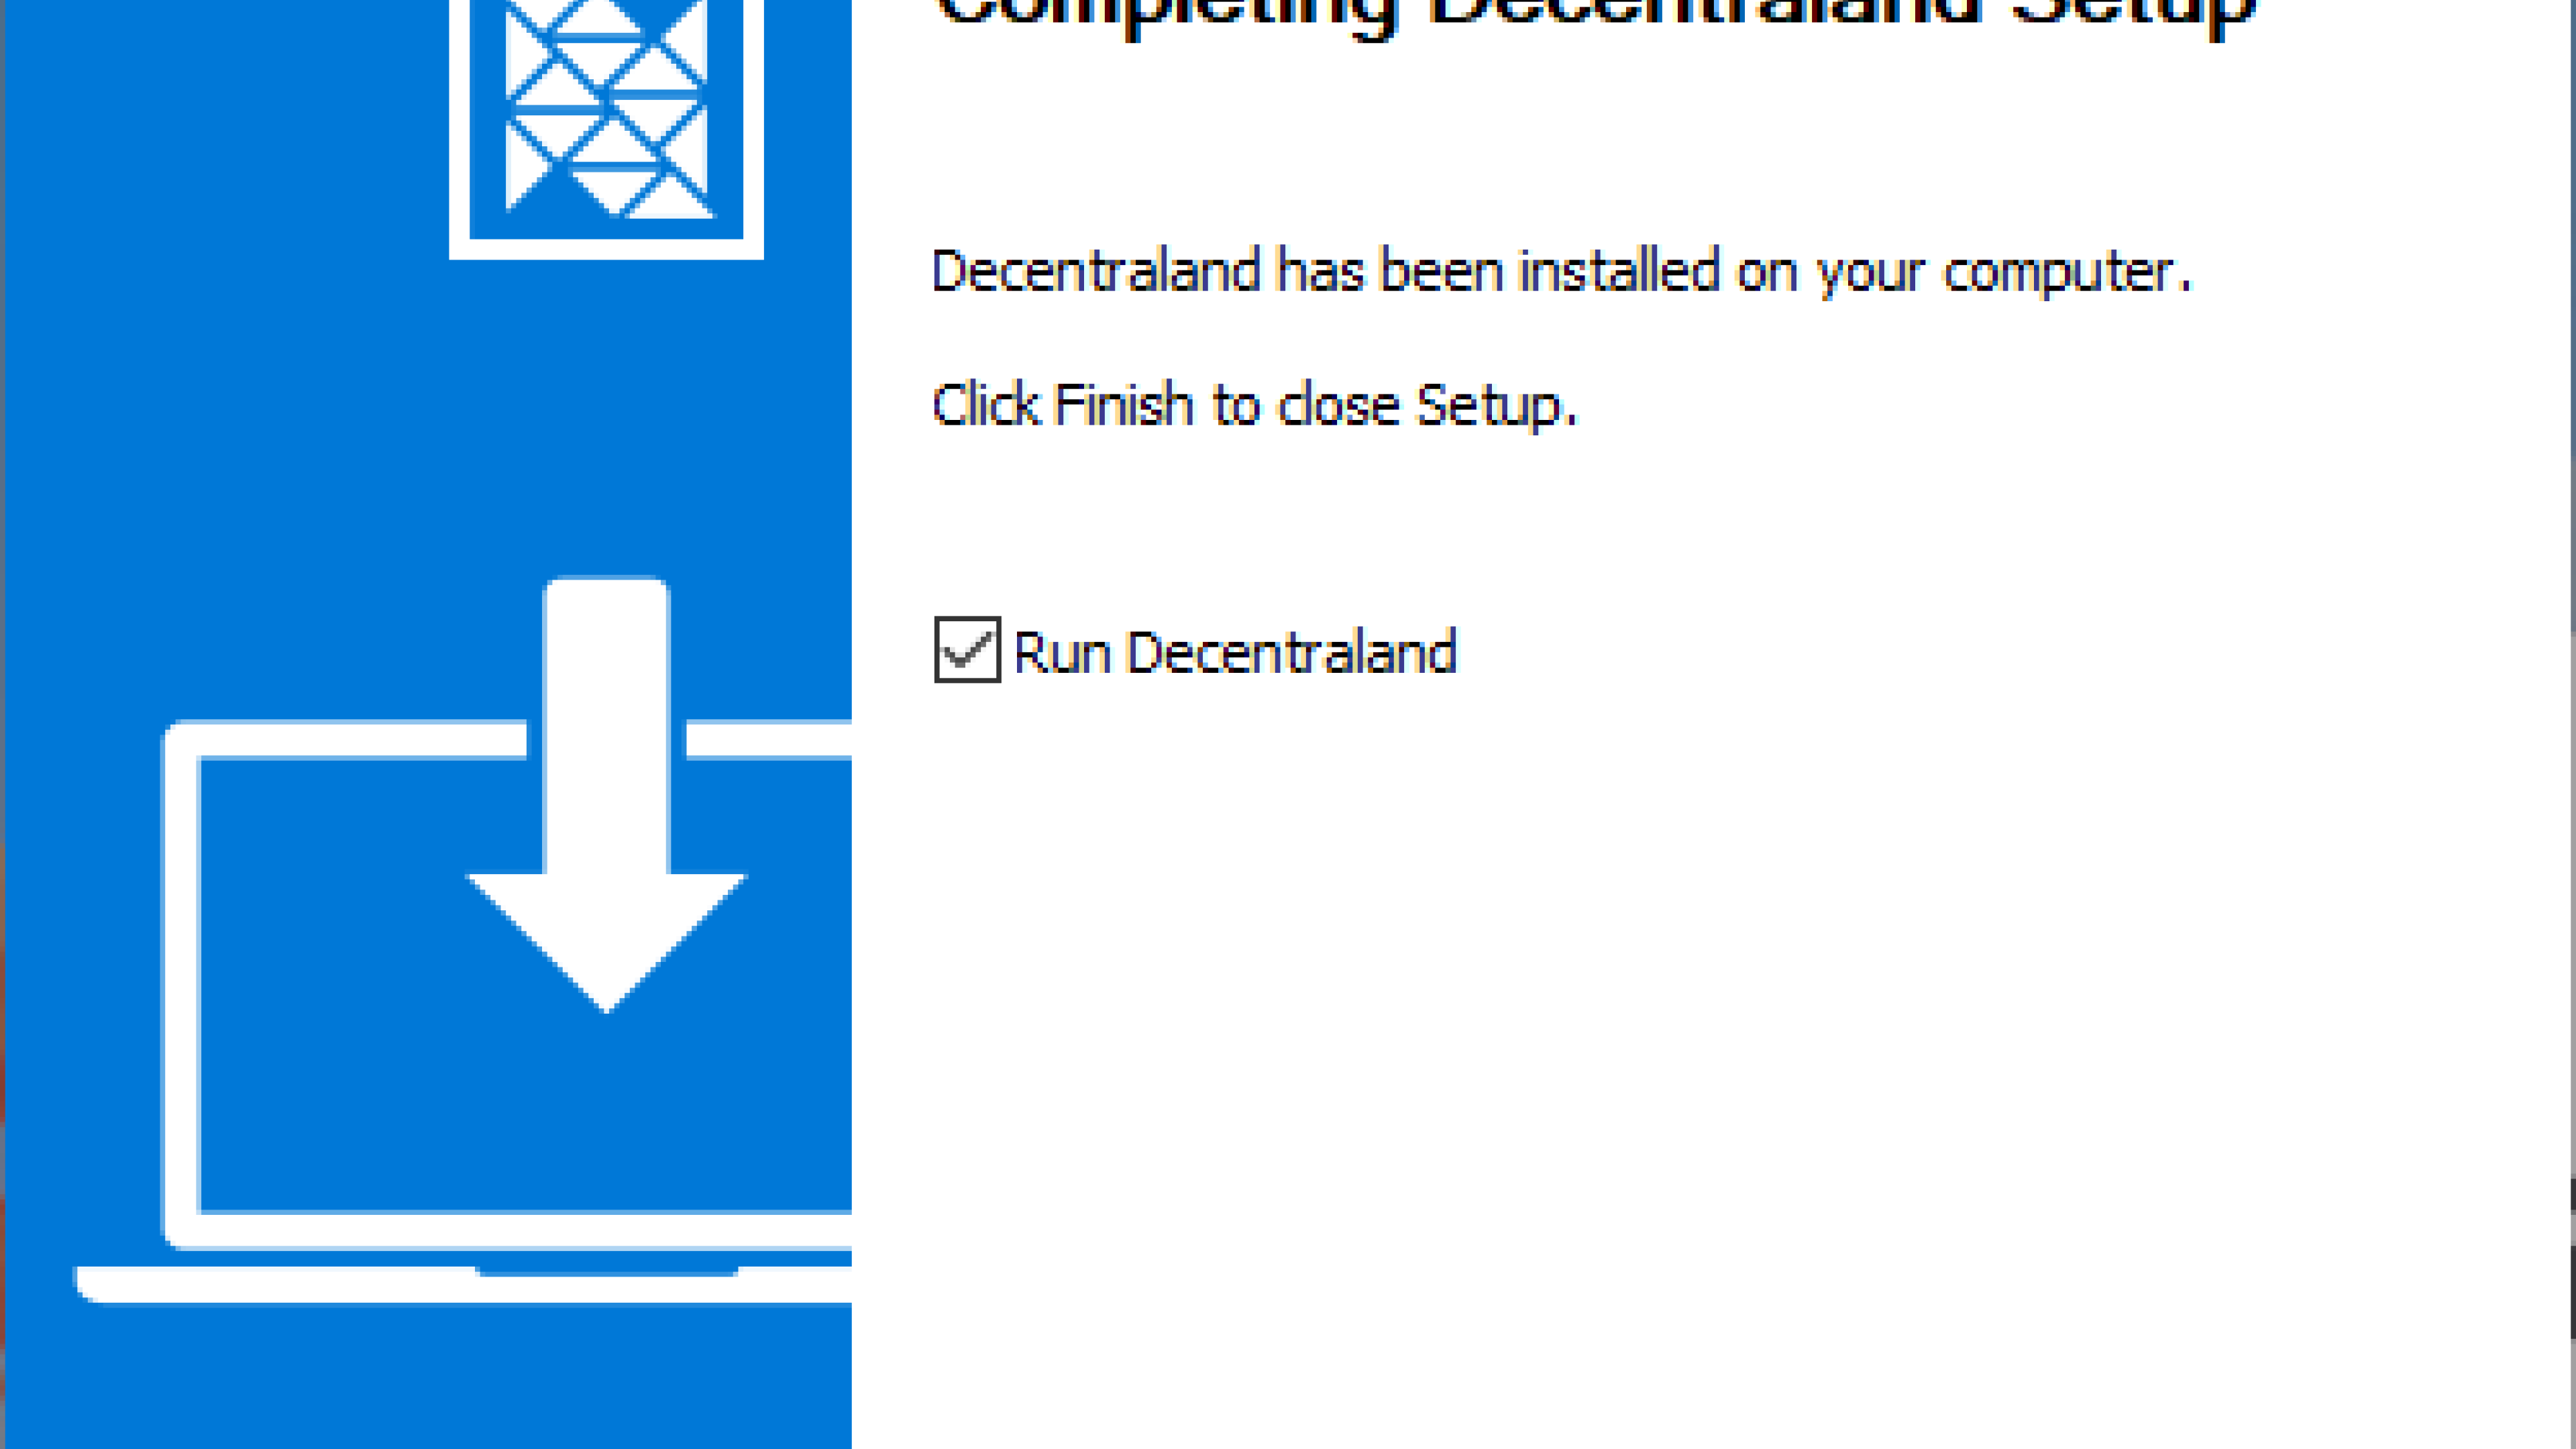 Completing Decentraland Setup
Decentraland has been installed on your computer.
Click Finish to close Setup.
Run Decentraland